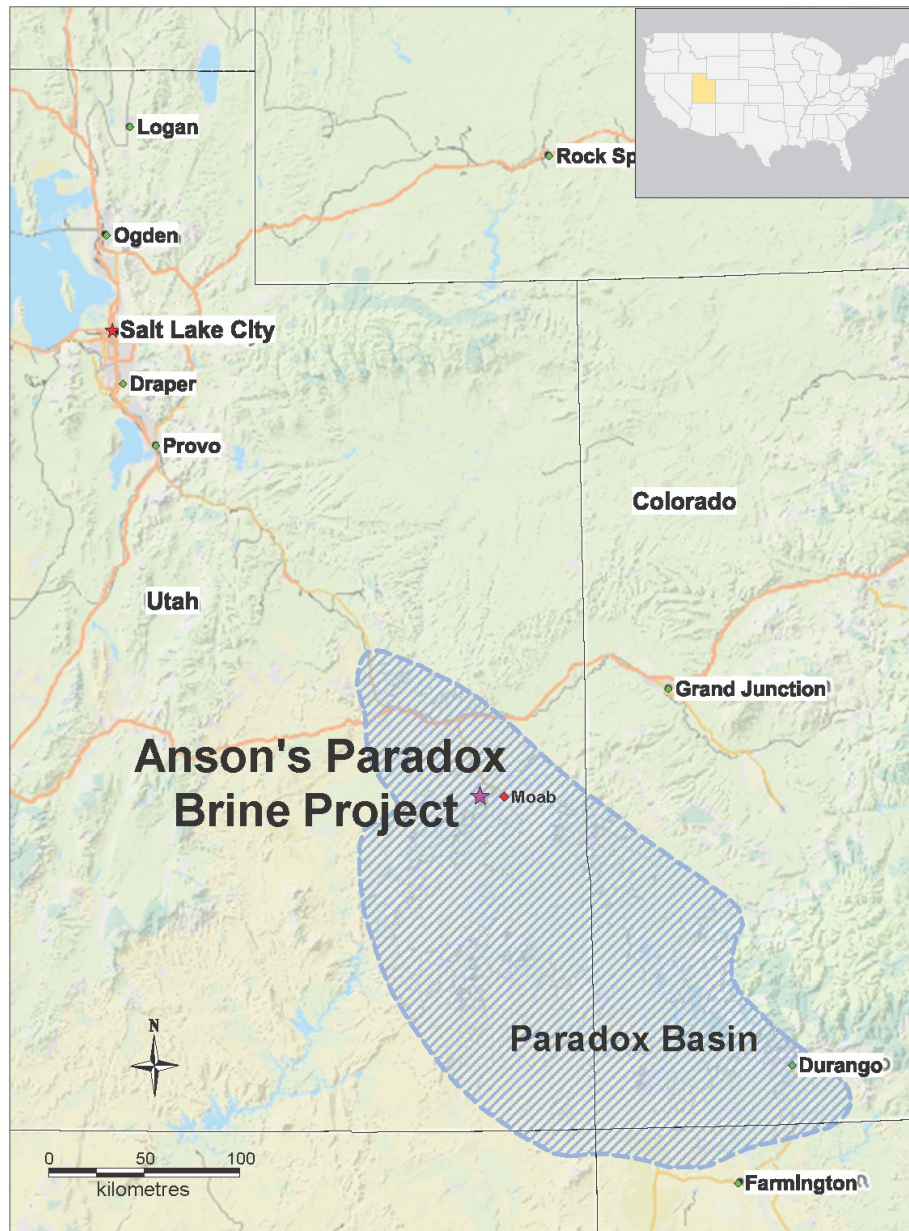 Logan
Rock Sp
Ogden
Salt Lake City
Draper
Provo
Colorado
Utah
Grand Junction
Anson's Paradox
Brine Project
Moab
Paradox Basin
N
Durango
0 50 100
kilometres
Farmington